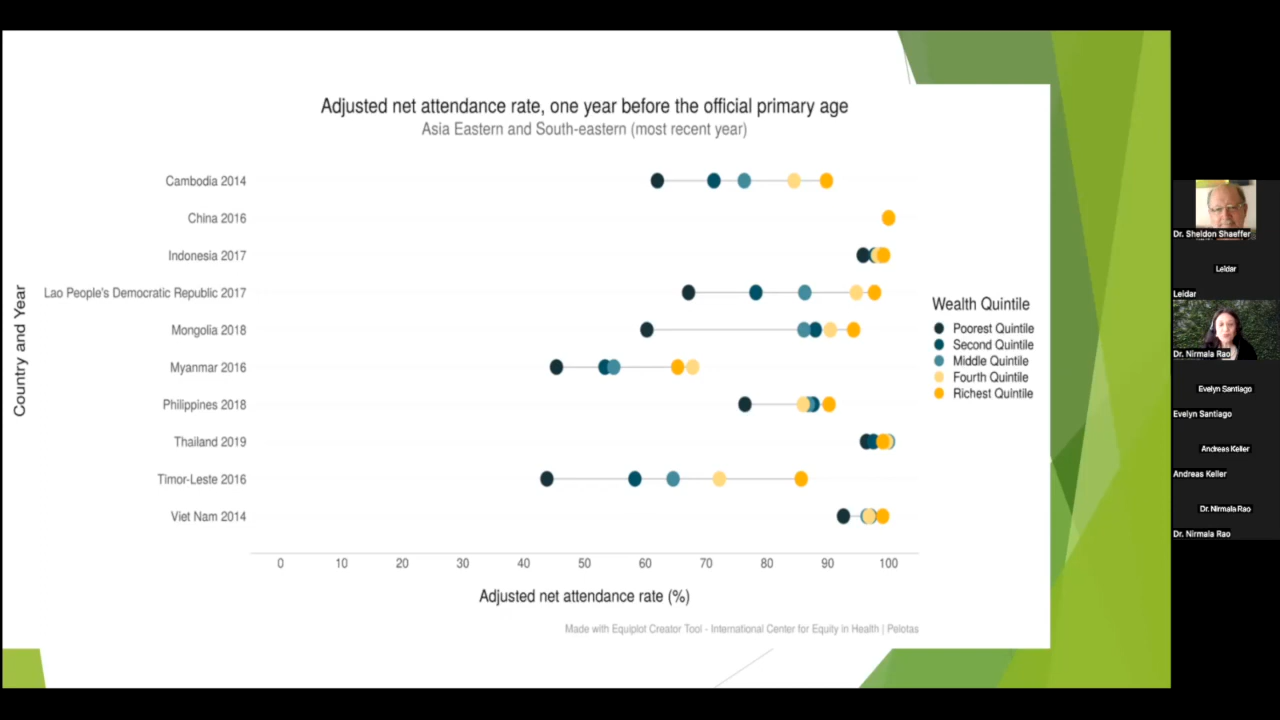 Adjusted net attendance rate, one year before the official primary age
Asia Eastern and South-eastern (most recent year)
Country and Year
Cambodia 2014
China 2016
Indonesia 2017
Lao People's Democratic Republic 2017
Mongolia 2018
Myanmar 2016
Philippines 2018
Thailand 2019
Timor-Leste 2016
Viet Nam 2014
0 10 20 30 40 50 60 70 80 90 100
Adjusted net attendance rate (%)
Made with Equiplot Creator Tool - International Center for Equity in Health | Pelotas
Wealth Quintile
Poorest Quintile
Second Quintile
Middle Quintile
Fourth Quintile
Richest Quintile
Dr. Sheldon Shaeffer
Leidar
Leidar
Dr. Nirmala Rao
Evelyn Santiago
Evelyn Santiago
Andreas Keller
Andreas Keller
Dr. Nirmala Rao
Dr. Nirmala Rao